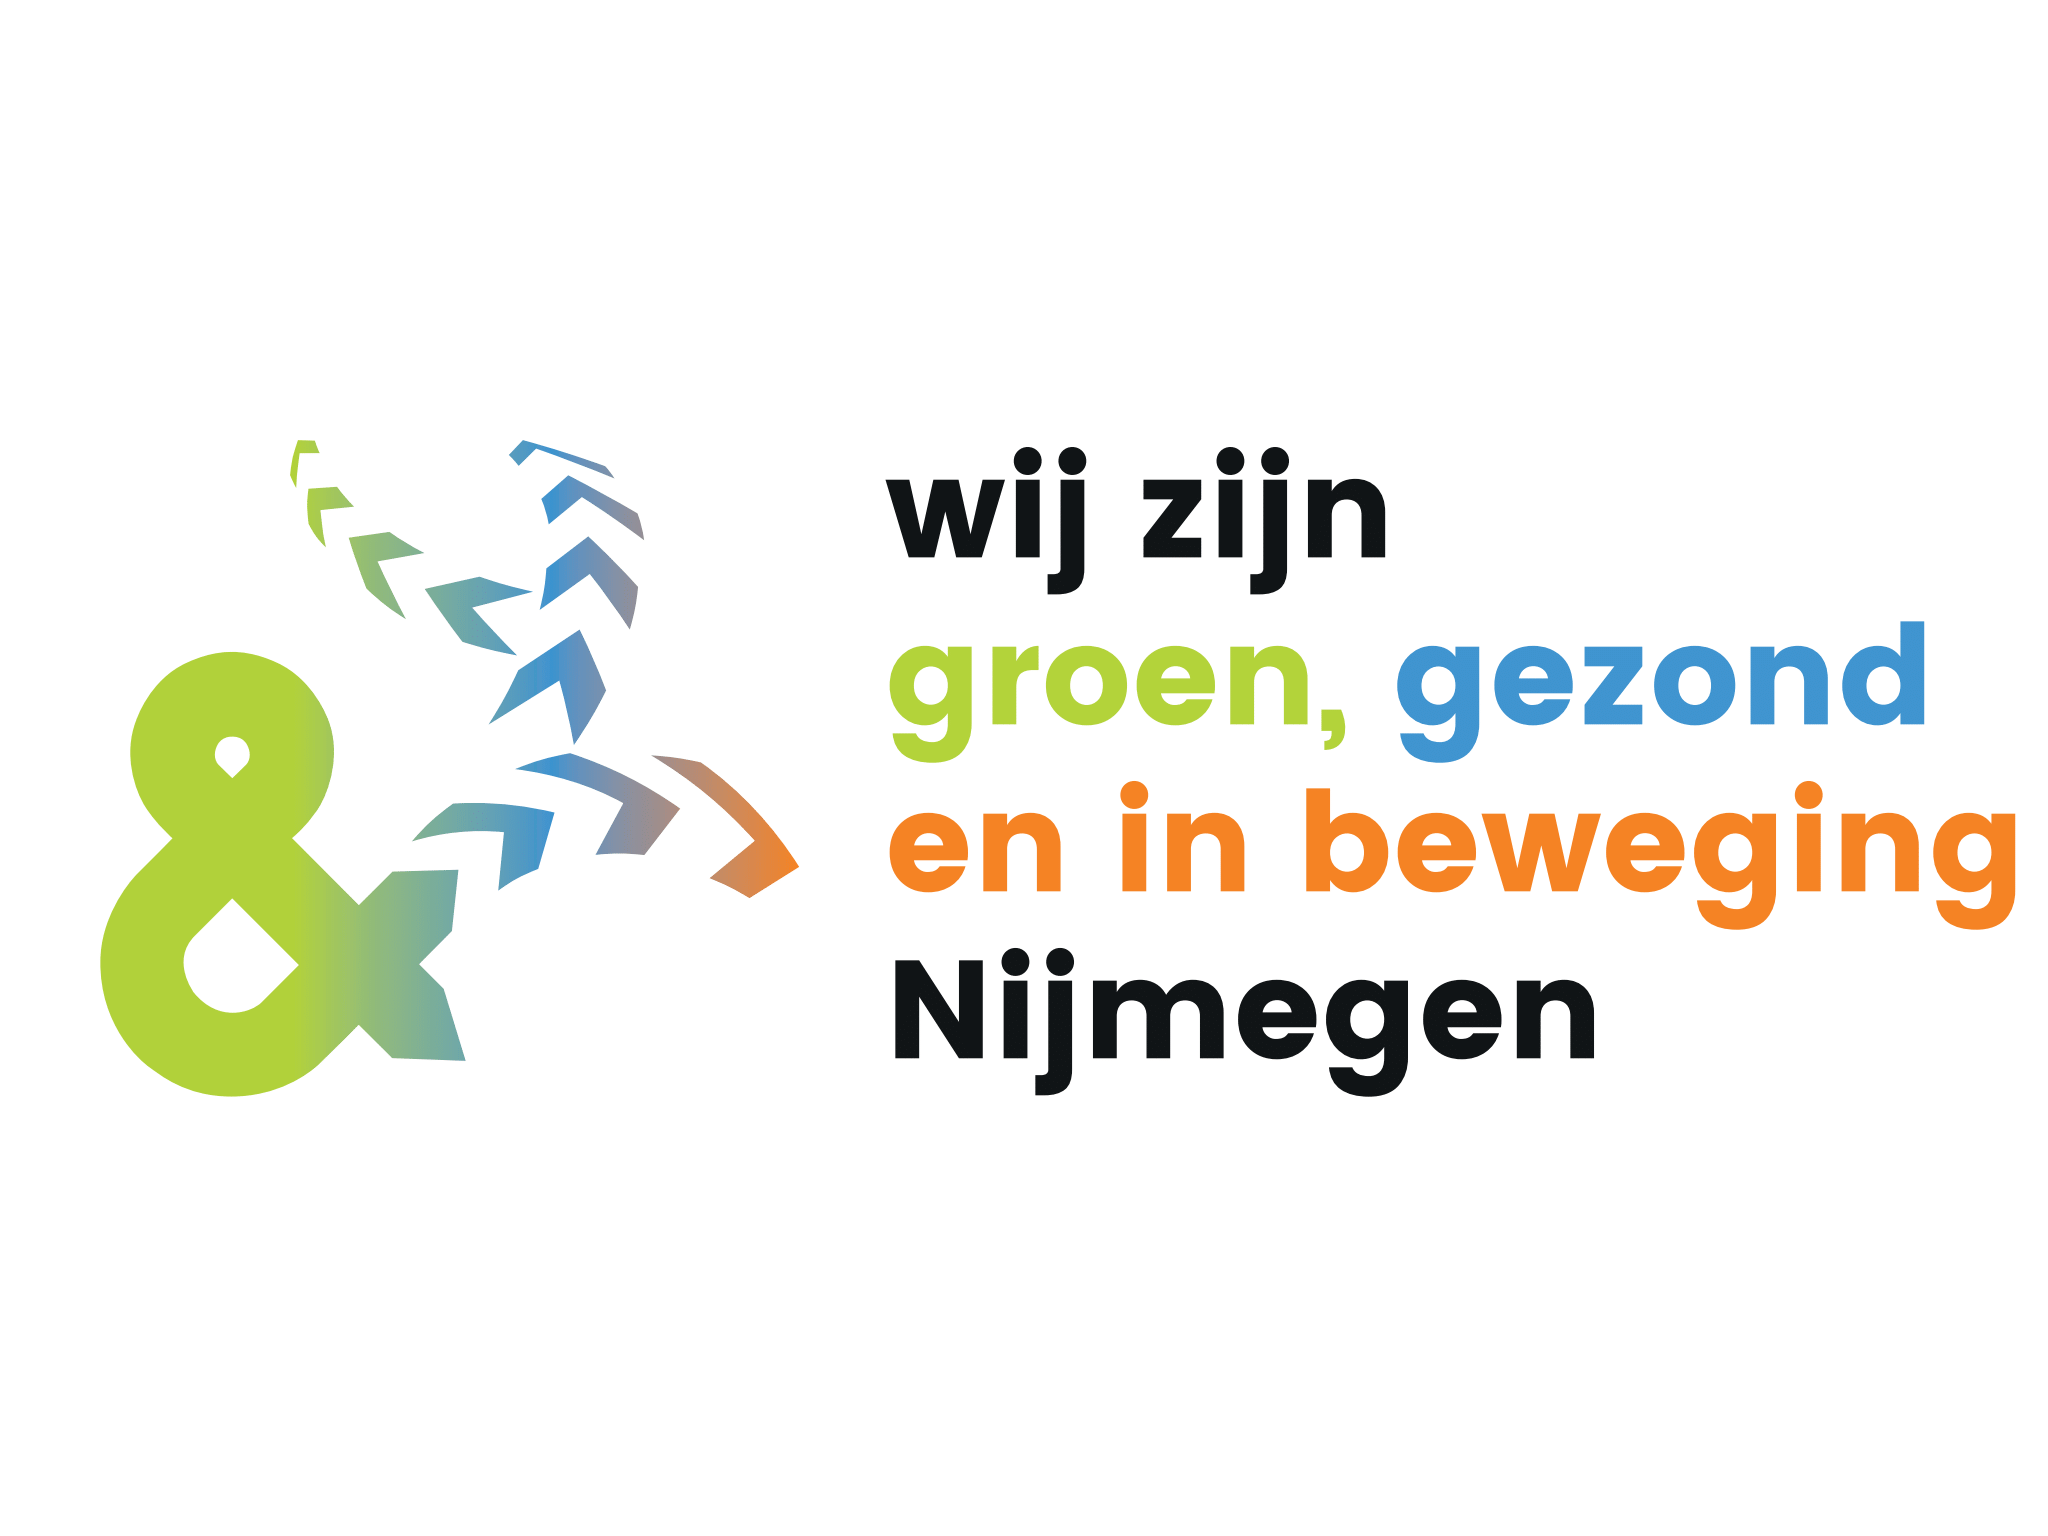 &
wij zijn
groen, gezond
en in beweging
Nijmegen